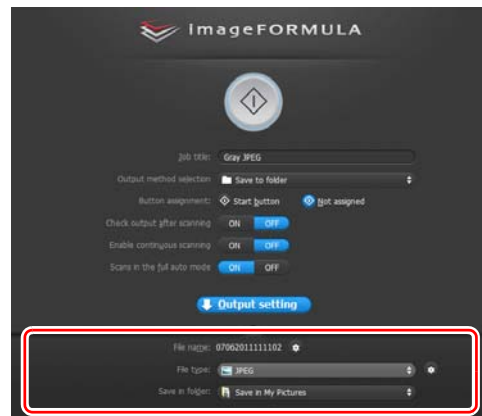 imageFORMULA
Job title: Gray JPEG
Output method selection Save to folder
Button assignment: Start button Not assigned
Check output after scanning ON OFF
Enable continuous scanning ON OFF
Scans in the full auto mode ON OFF
Output setting
File name: 07062011111102
File type: JPEG
Save in folder: Save in My Pictures